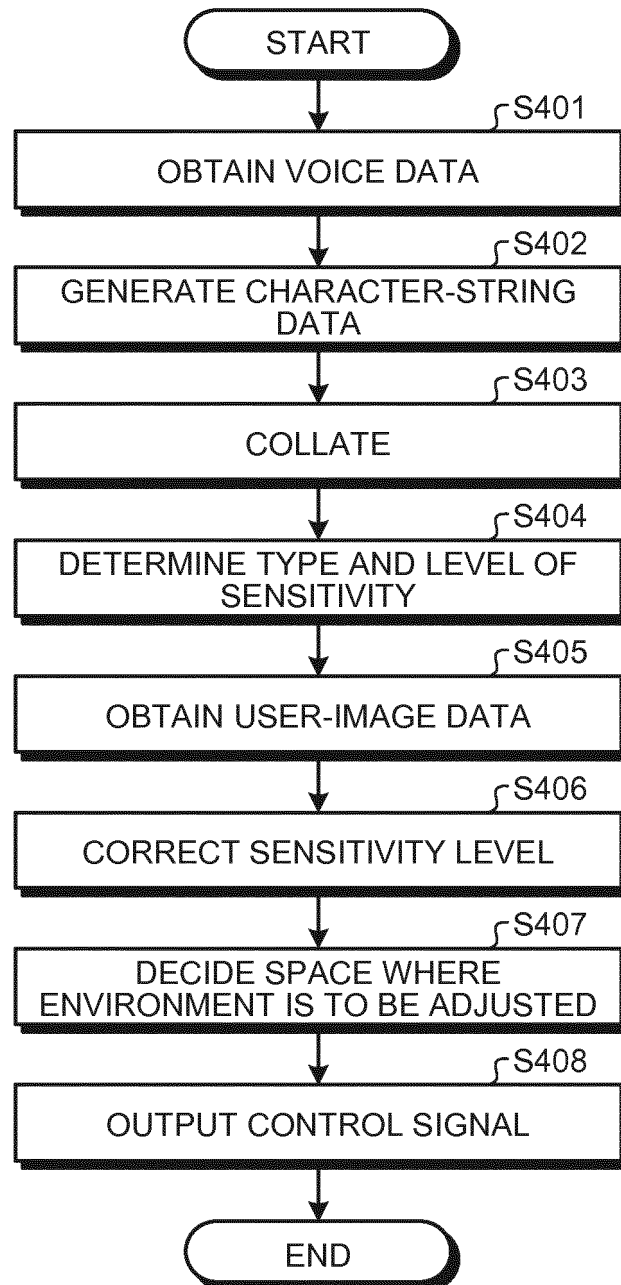 START
S401
OBTAIN VOICE DATA
S402
GENERATE CHARACTER-STRING
DATA
S403
COLLATE
S404
DETERMINE TYPE AND LEVEL OF
SENSITIVITY
S405
OBTAIN USER-IMAGE DATA
S406
CORRECT SENSITIVITY LEVEL
S407
DECIDE SPACE WHERE
ENVIRONMENT IS TO BE ADJUSTED
S408
OUTPUT CONTROL SIGNAL
END